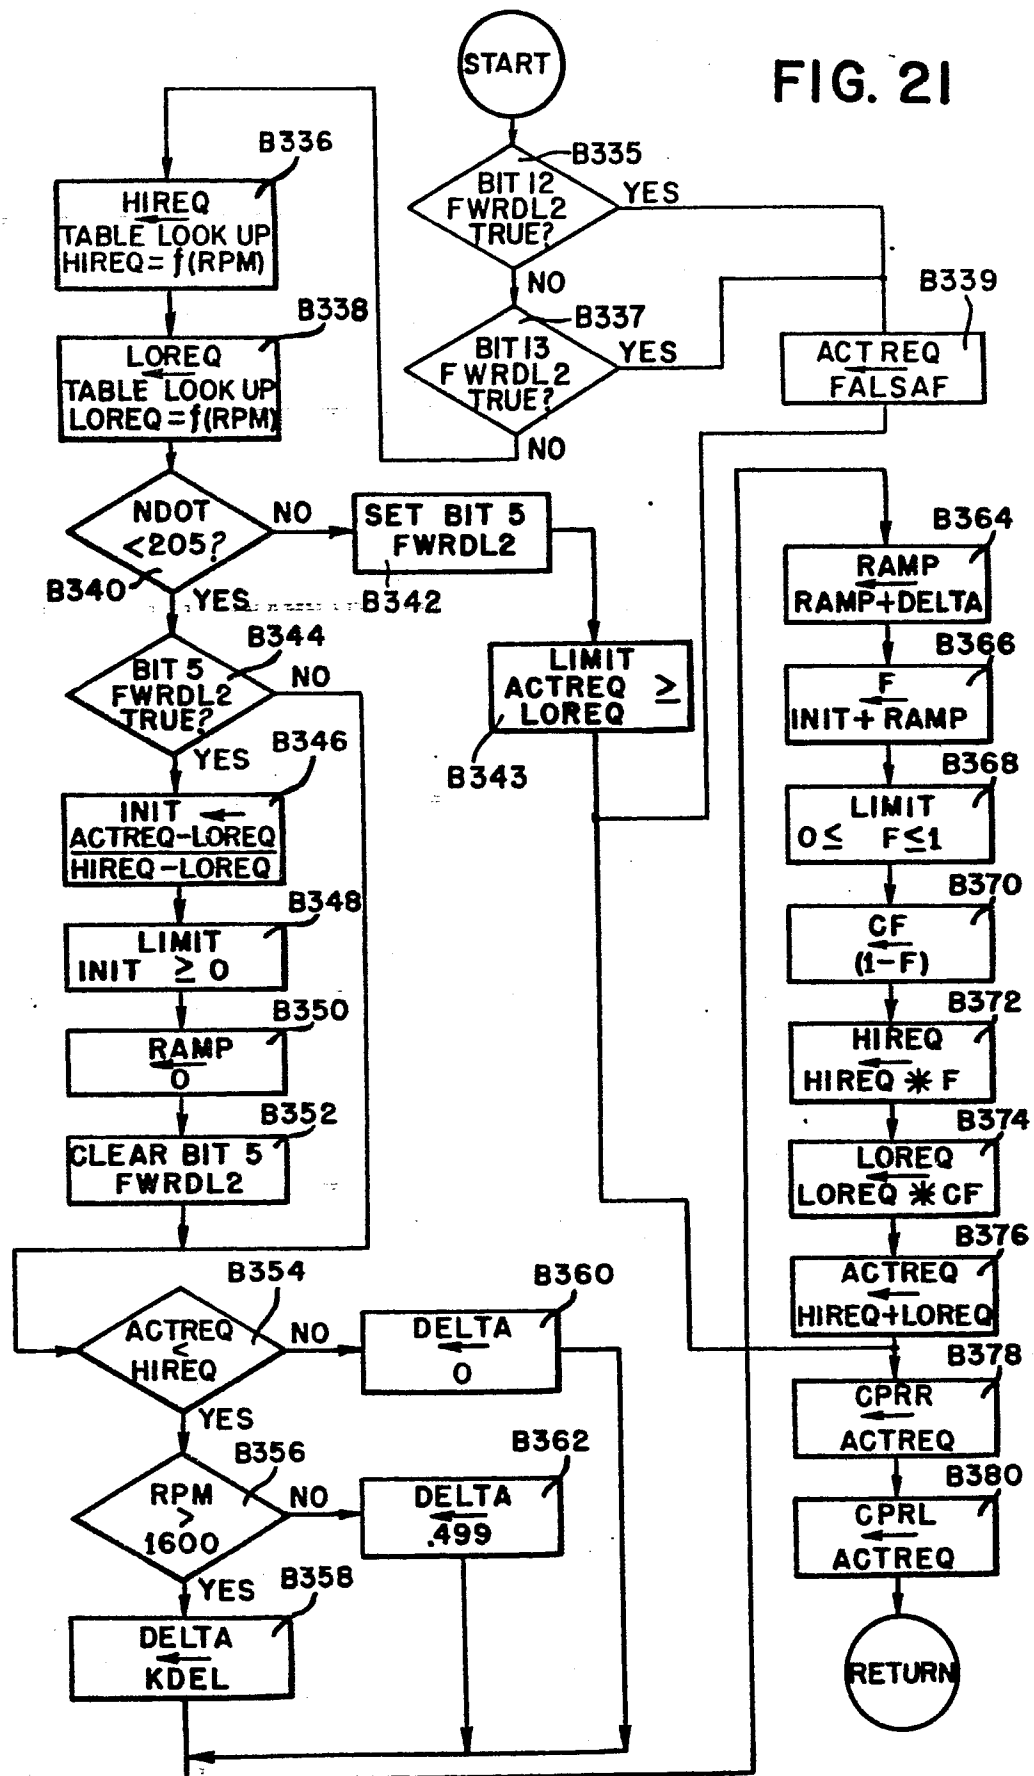 START
FIG. 21
B335
BIT 12
FWRDL2
TRUE?
YES
NO
B337
BIT 13
FWRDL2
TRUE?
YES
NO
B339
ACTREQ
←
FALSAF
B336
HIREQ
←
TABLE LOOK UP
HIREQ = f(RPM)
B338
LOREQ
←
TABLE LOOK UP
LOREQ = f(RPM)
NDOT
<205?
B340
NO
YES
SET BIT 5
FWRDL2
B342
LIMIT
ACTREQ ≥
LOREQ
B343
B344
BIT 5
FWRDL2
TRUE?
NO
YES
B346
INIT ←
ACTREQ-LOREQ
HIREQ-LOREQ
B348
LIMIT
INIT ≥ 0
B350
RAMP
←
0
B352
CLEAR BIT 5
FWRDL2
B354
ACTREQ
<
HIREQ
NO
YES
B360
DELTA
←
0
B356
RPM
>
1600
NO
YES
B362
DELTA
←
.499
B358
DELTA
←
KDEL
B364
RAMP
←
RAMP+DELTA
B366
F
←
INIT + RAMP
B368
LIMIT
0≤ F≤1
B370
CF
←
(1-F)
B372
HIREQ
←
HIREQ * F
B374
LOREQ
←
LOREQ * CF
B376
ACTREQ
←
HIREQ+LOREQ
B378
CPRR
←
ACTREQ
B380
CPRL
←
ACTREQ
RETURN